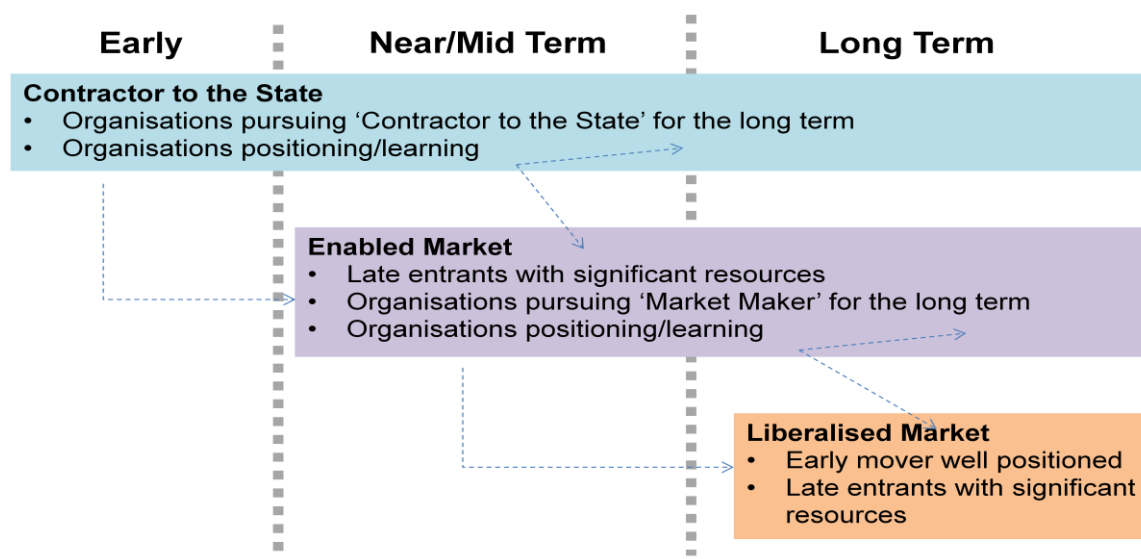 Early Near/Mid Term Long Term
Contractor to the State
• Organisations pursuing ‘Contractor to the State’ for the long term
• Organisations positioning/learning
Enabled Market
• Late entrants with significant resources
• Organisations pursuing ‘Market Maker’ for the long term
• Organisations positioning/learning
Liberalised Market
• Early mover well positioned
• Late entrants with significant
resources